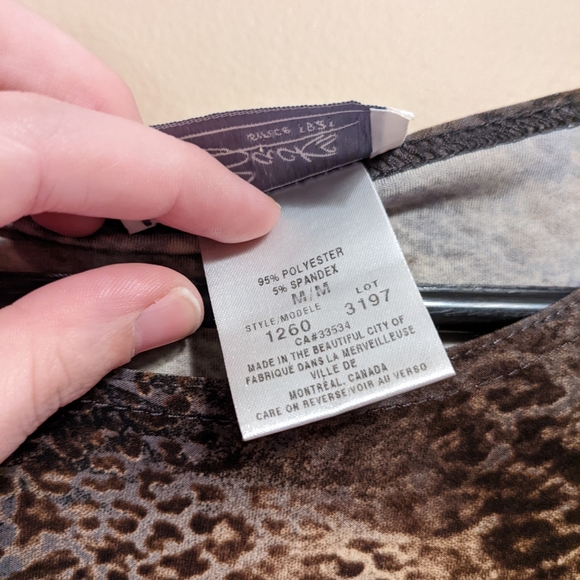 95% POLYESTER
5% SPANDEX
M/M
STYLE/MODELE LOT
1260 3197
CA#33534
MADE IN THE BEAUTIFUL CITY OF
FABRIQUE DANS LA MERVEILLEUSE
VILLE DE
MONTRÉAL, CANADA
CARE ON REVERSE/VOIR AU VERSO